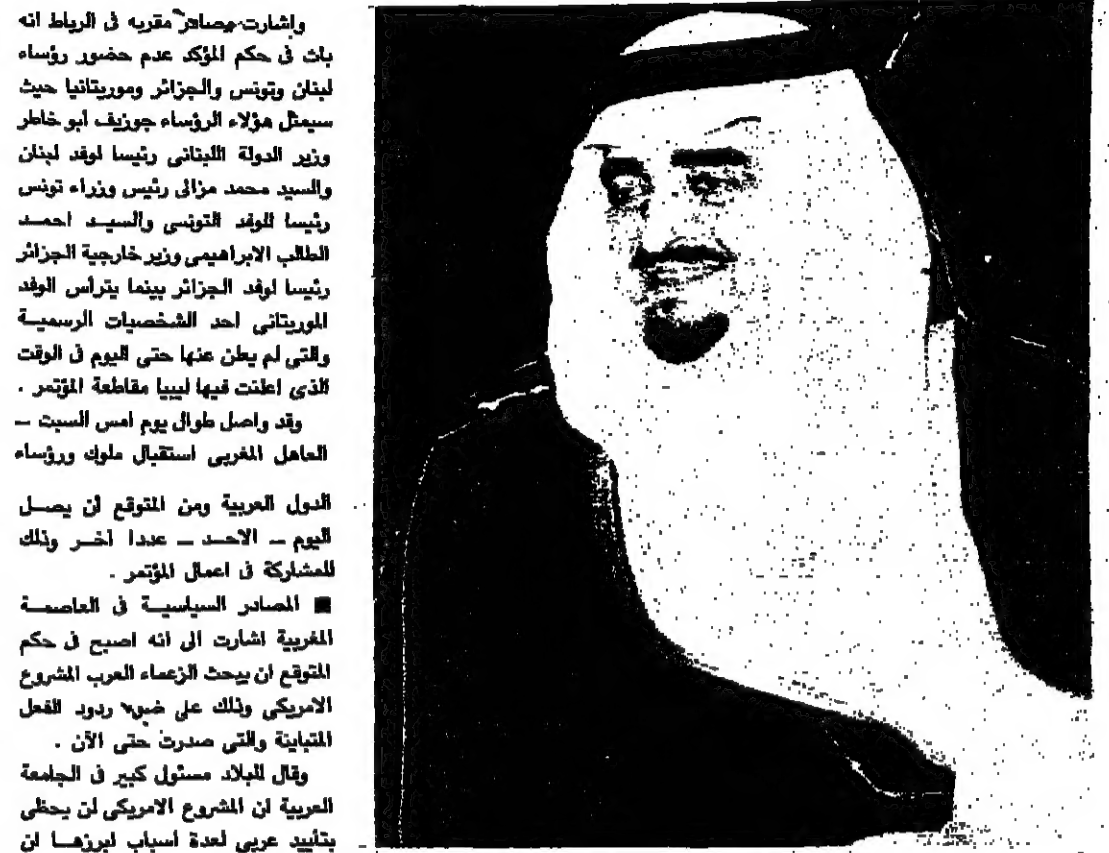 واشارت مصادر مقربه فى الرباط انه
بات فى حكم المؤكد عدم حضور رؤساء
لبنان وتونس والجزائر وموريتانيا حيث
سيمثل هؤلاء الرؤساء جوزيف ابو خاطر
وزير الدولة اللبنانى رئيسا لوفد لبنان
والسيد محمد مزالى رئيس وزراء تونس
رئيسا للوفد التونسى والسيد احمد
الطالب الابراهيمى وزير خارجية الجزائر
رئيسا لوفد الجزائر بينما يترأس الوفد
الموريتانى احد الشخصيات الرسمية
والتى لم يعلن عنها حتى اليوم فى الوقت
الذى اعلنت فيها ليبيا مقاطعة المؤتمر .
وقد واصل طوال يوم امس السبت ــ
العاهل المغربى استقبال ملوك ورؤساء
الدول العربية ومن المتوقع ان يصل
اليوم ــ الاحد ــ عددا آخر وذلك
للمشاركة فى اعمال المؤتمر .
■ المصادر السياسية فى العاصمة
المغربية اشارت الى انه اصبح فى حكم
المتوقع ان يبحث الزعماء العرب المشروع
الامريكى وذلك على ضوء ردود الفعل
المتباينة والتى صدرت حتى الآن .
وقال للبلاد مسئول كبير فى الجامعة
العربية ان المشروع الامريكى لن يحظى
بتأييد عربى لعدة أسباب ابرزها ان